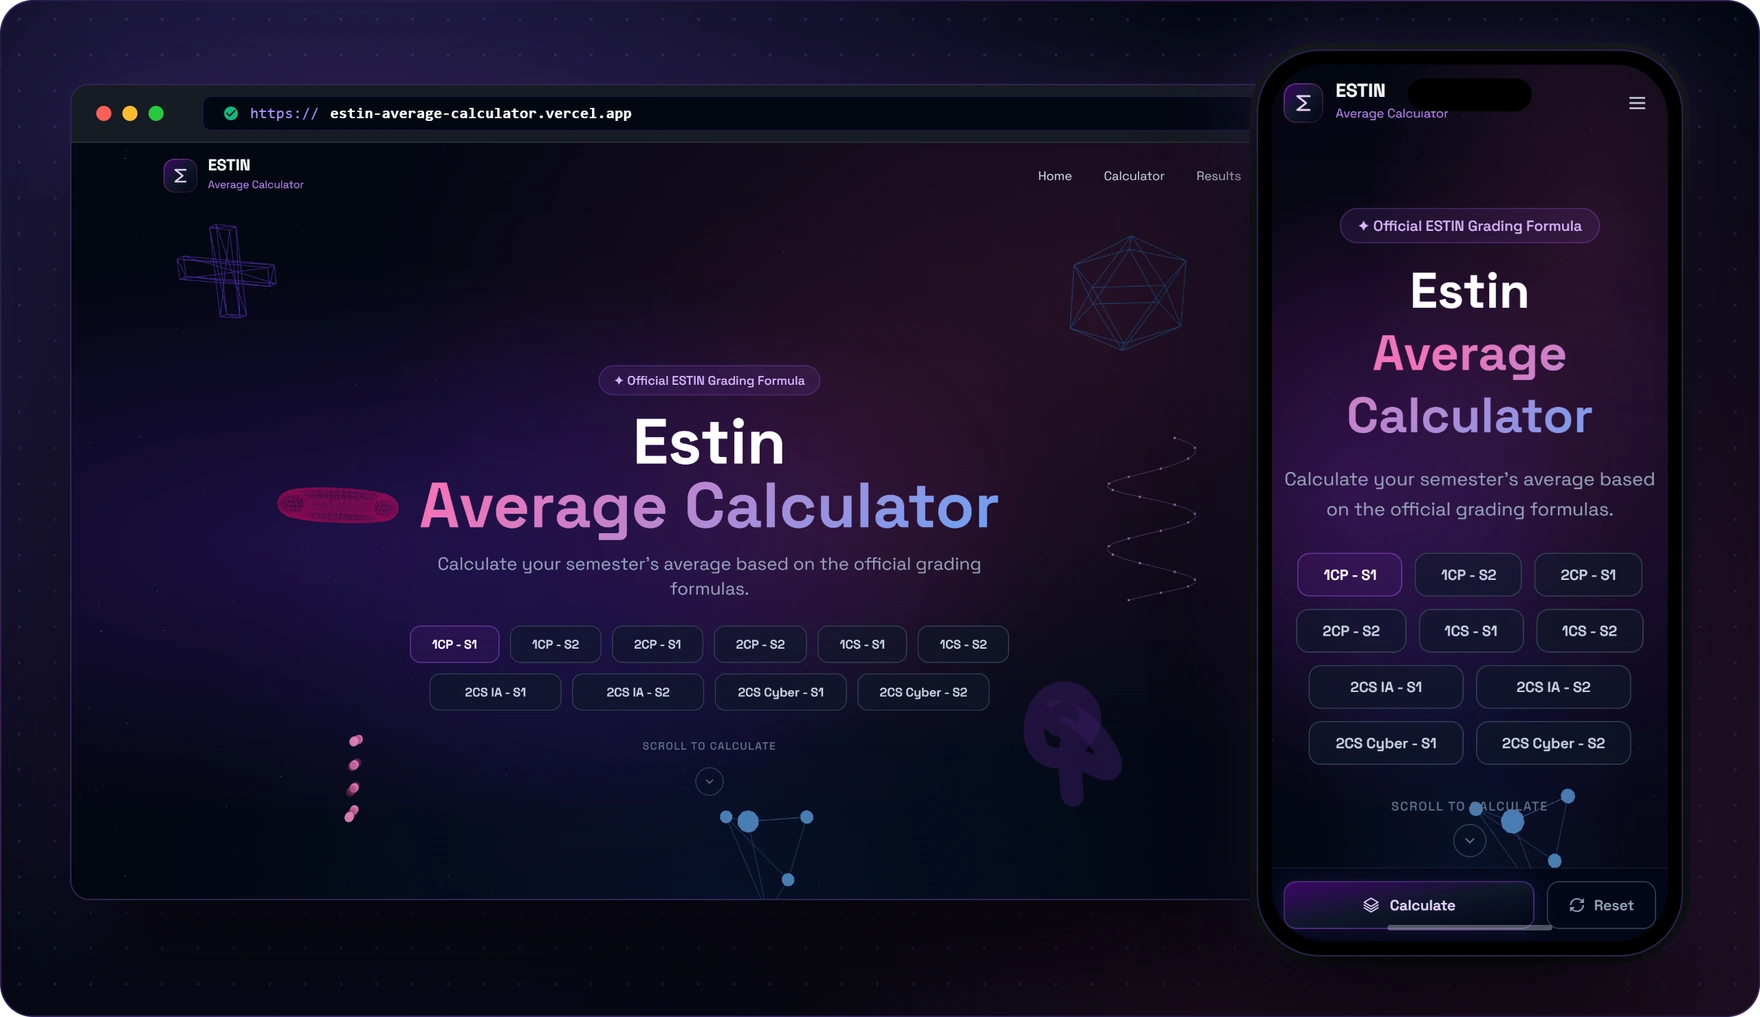 https:// estin-average-calculator.vercel.app
ESTIN
Average Calculator
Home Calculator Results
✦ Official ESTIN Grading Formula
Estin
Average Calculator
Calculate your semester's average based on the official grading
formulas.
1CP - S1 1CP - S2 2CP - S1 2CP - S2 1CS - S1 1CS - S2
2CS IA - S1 2CS IA - S2 2CS Cyber - S1 2CS Cyber - S2
SCROLL TO CALCULATE
Σ ESTIN
Average Calculator
✦ Official ESTIN Grading Formula
Estin
Average
Calculator
Calculate your semester's average based
on the official grading formulas.
1CP - S1 1CP - S2 2CP - S1
2CP - S2 1CS - S1 1CS - S2
2CS IA - S1 2CS IA - S2
2CS Cyber - S1 2CS Cyber - S2
SCROLL TO CALCULATE
Calculate Reset